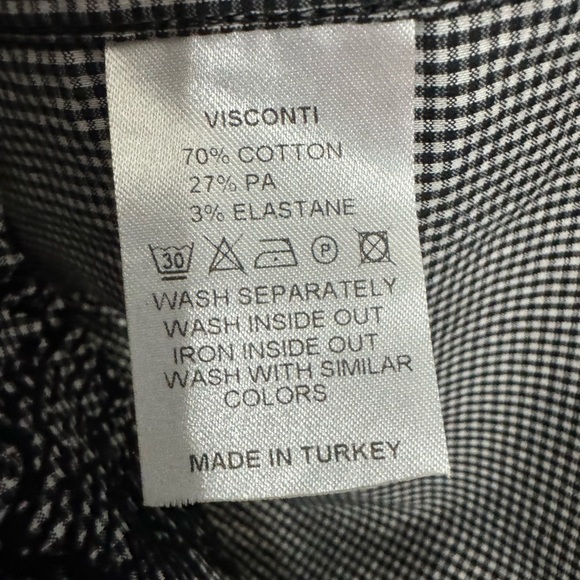 VISCONTI
70% COTTON
27% PA
3% ELASTANE
30 P
WASH SEPARATELY
WASH INSIDE OUT
IRON INSIDE OUT
WASH WITH SIMILAR
COLORS
MADE IN TURKEY